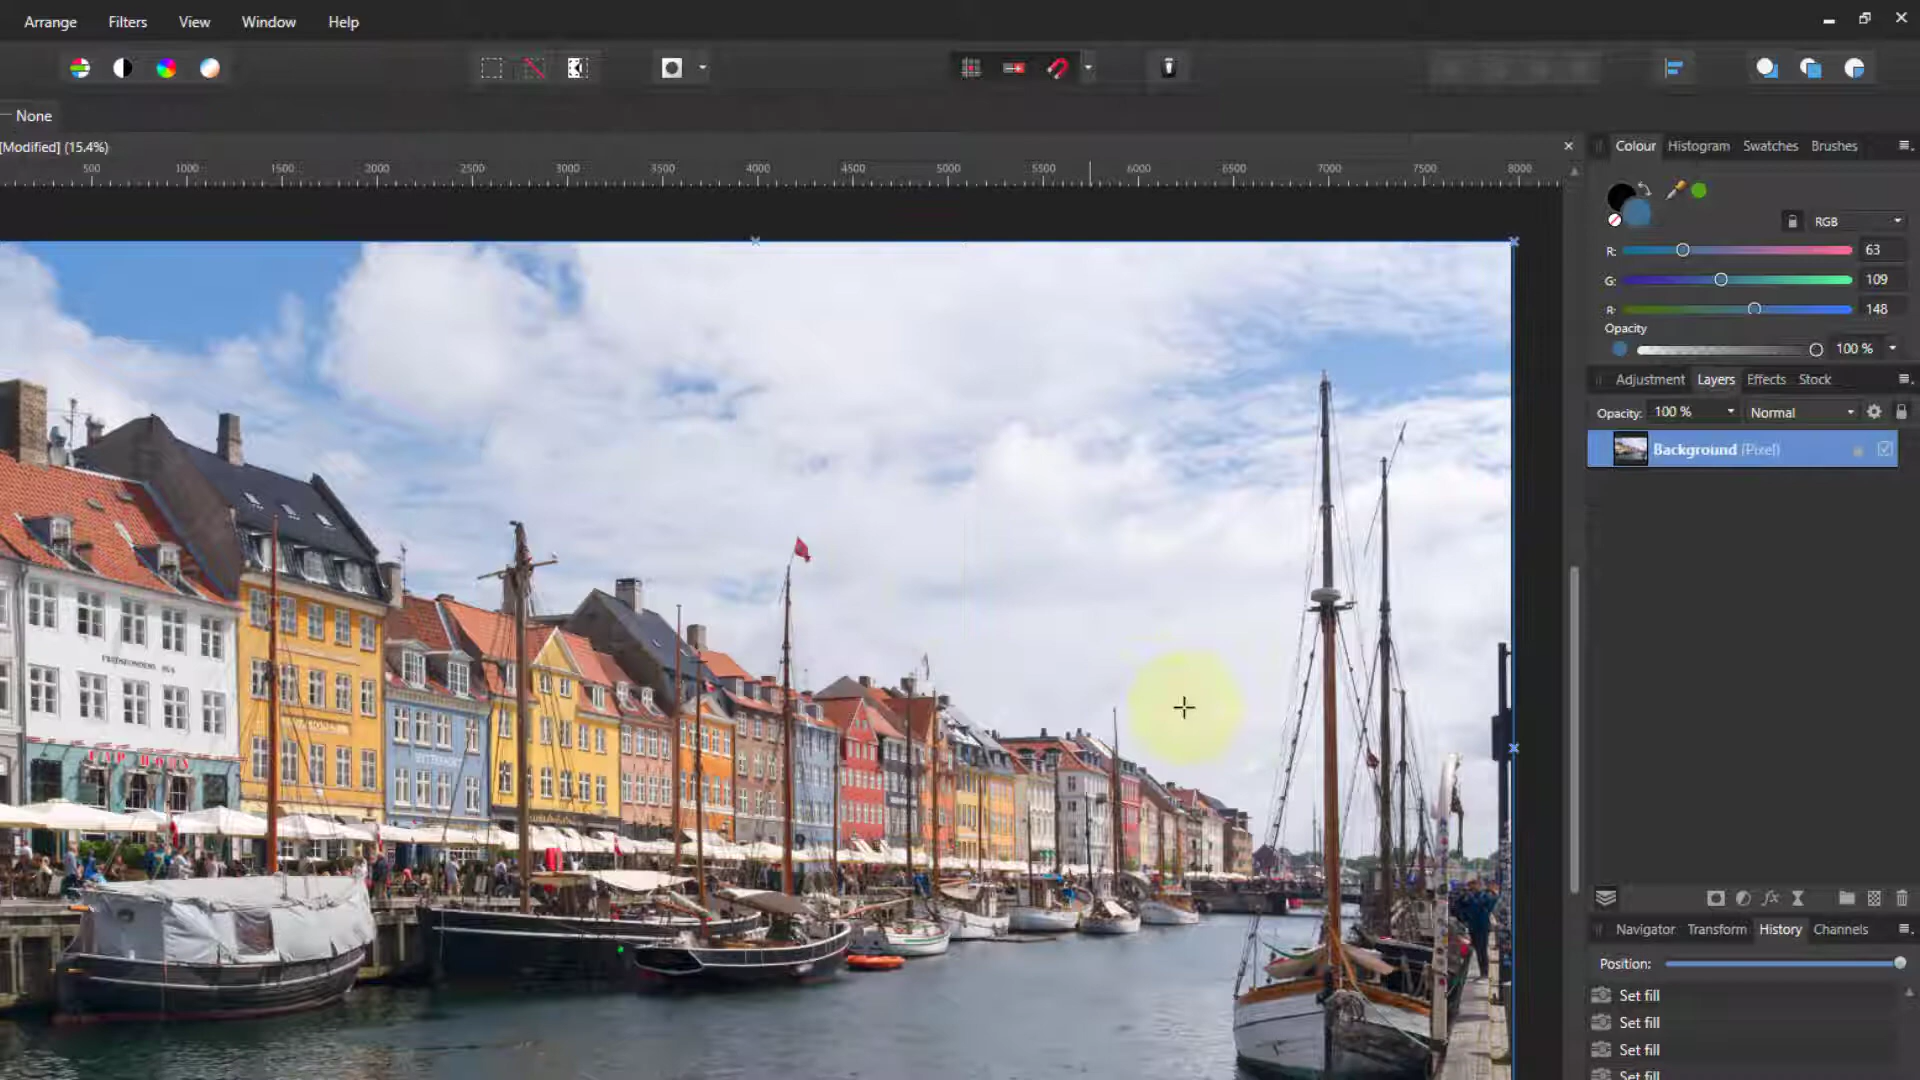 Arrange Filters View Window Help
None
[Modified] (15.4%)
500 1000 1500 2000 2500 3000 3500 4000 4500 5000 5500 6000 6500 7000 7500 8000
Colour Histogram Swatches Brushes
RGB
R: 63
G: 109
148
Opacity
100 %
Adjustment Layers Effects Stock
Opacity: 100 % Normal
Background (Pixel)
CAP HORN
Navigator Transform History Channels
Position:
Set fill
Set fill
Set fill
Set fill